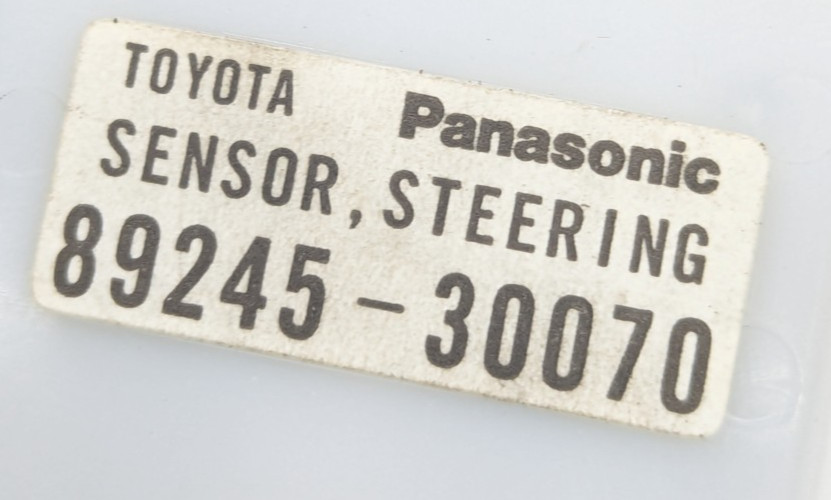 TOYOTA Panasonic
SENSOR, STEERING
89245-30070